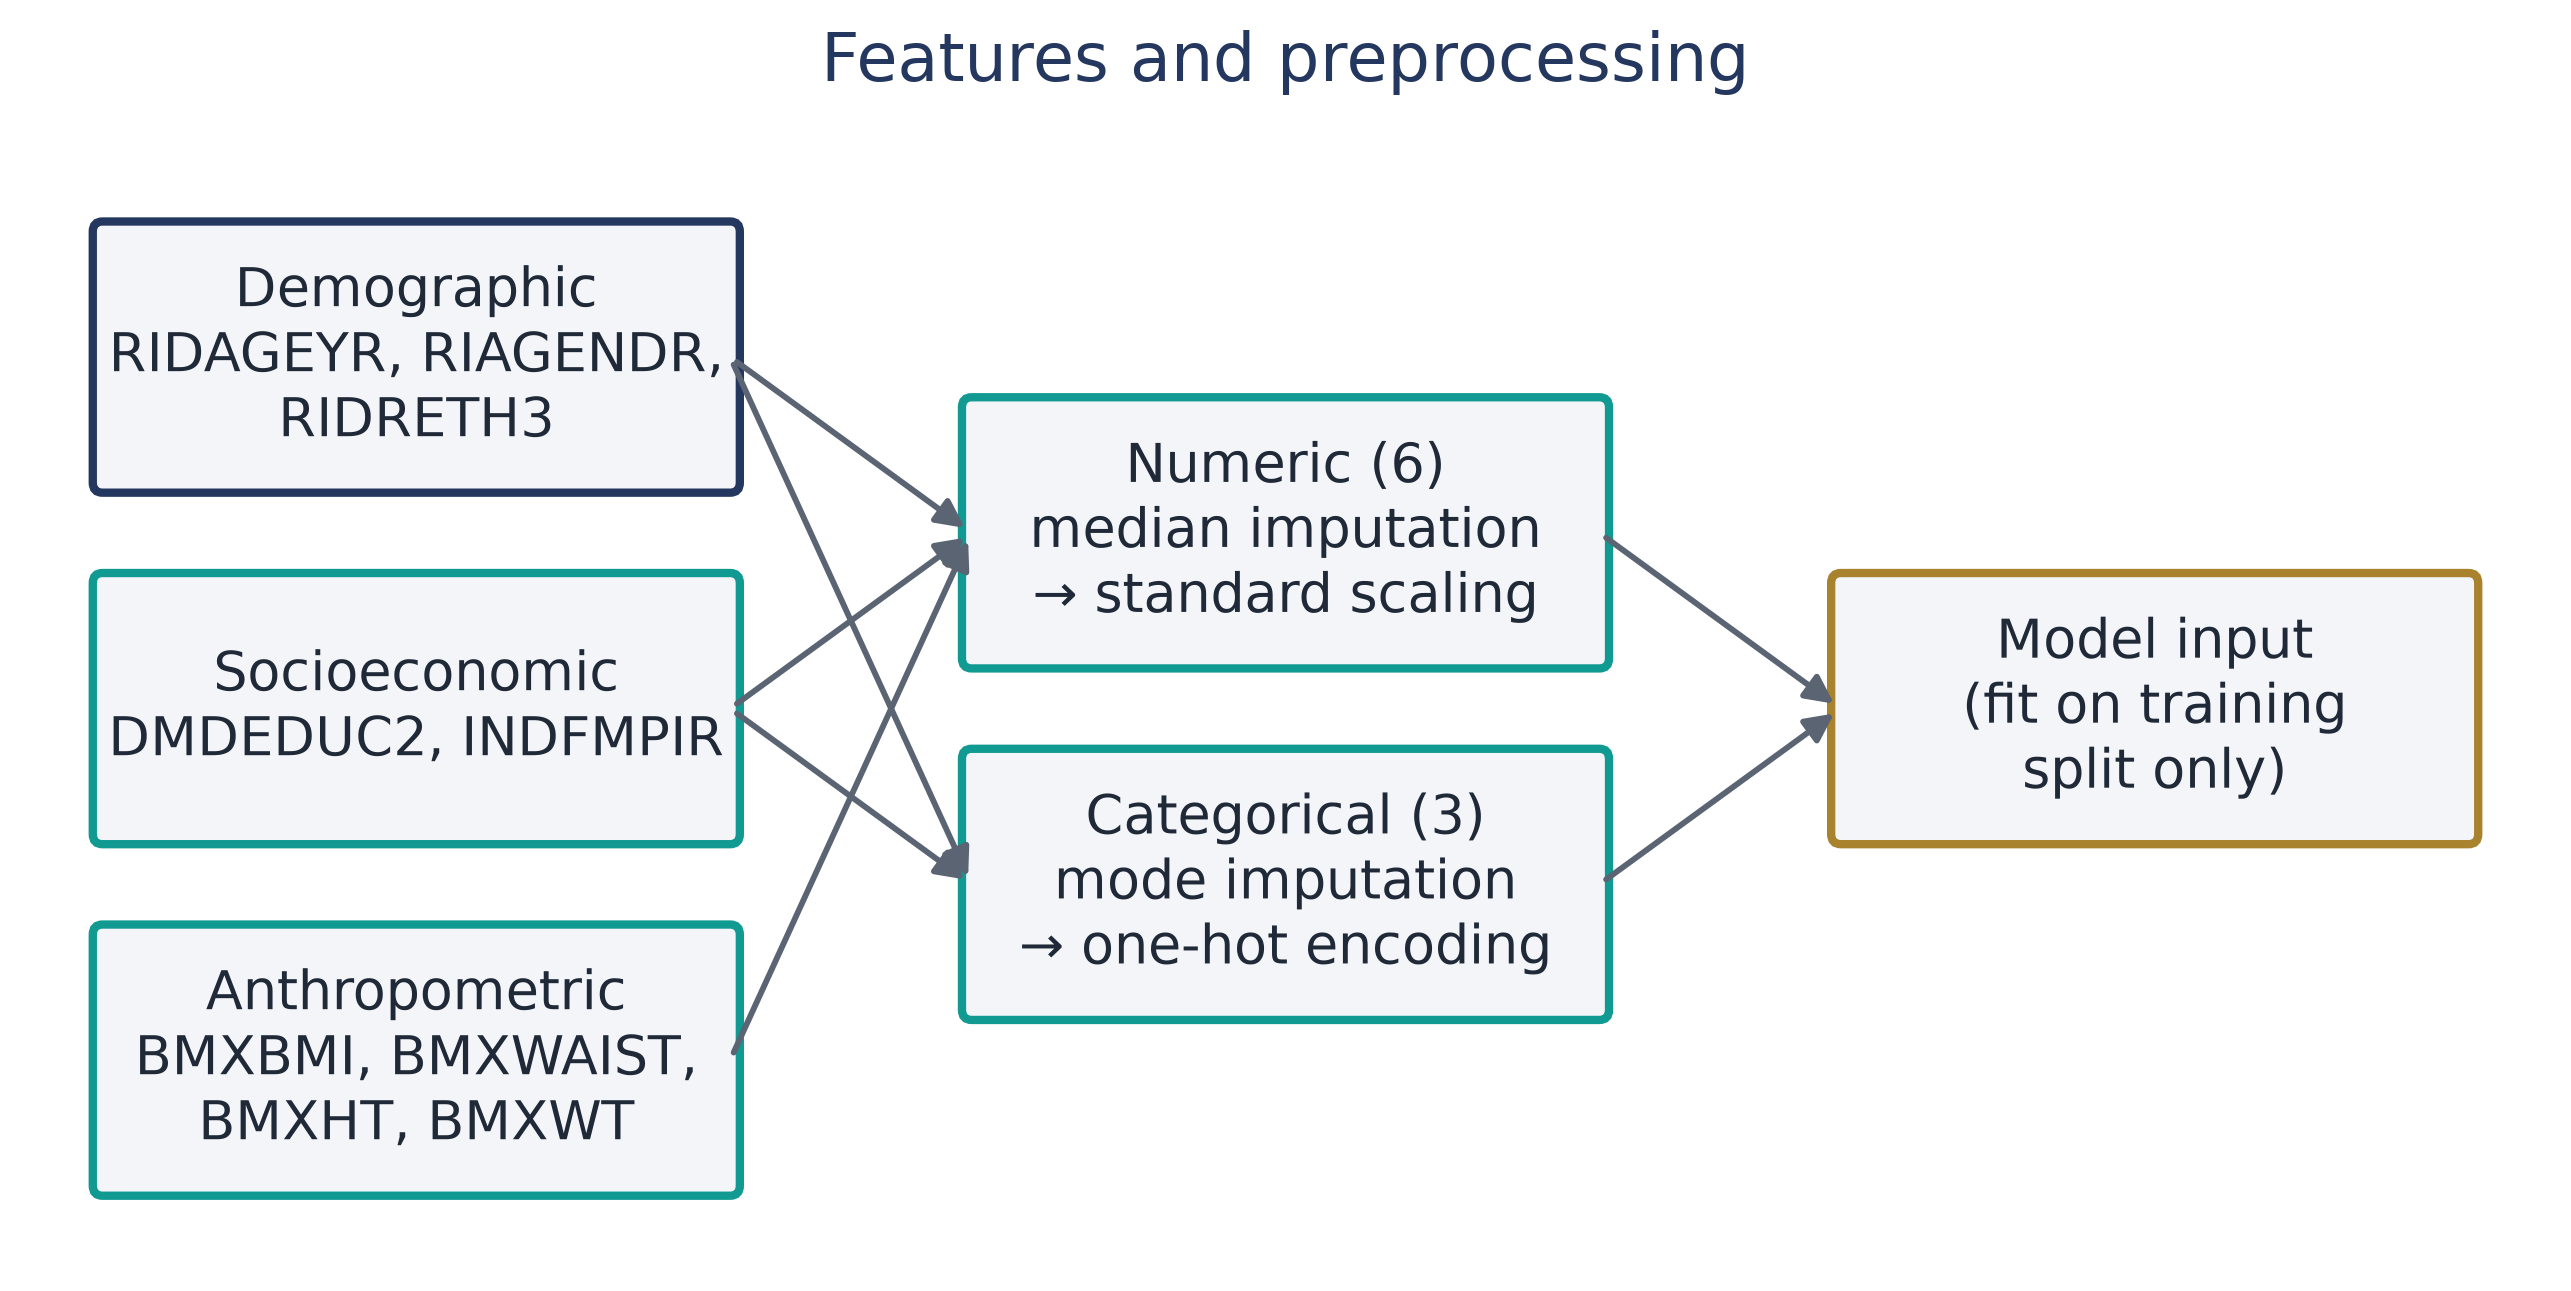 Features and preprocessing
Demographic
RIDAGEYR, RIAGENDR,
RIDRETH3
Socioeconomic
DMDEDUC2, INDFMPIR
Anthropometric
BMXBMI, BMXWAIST,
BMXHT, BMXWT
Numeric (6)
median imputation
→ standard scaling
Categorical (3)
mode imputation
→ one-hot encoding
Model input
(fit on training
split only)